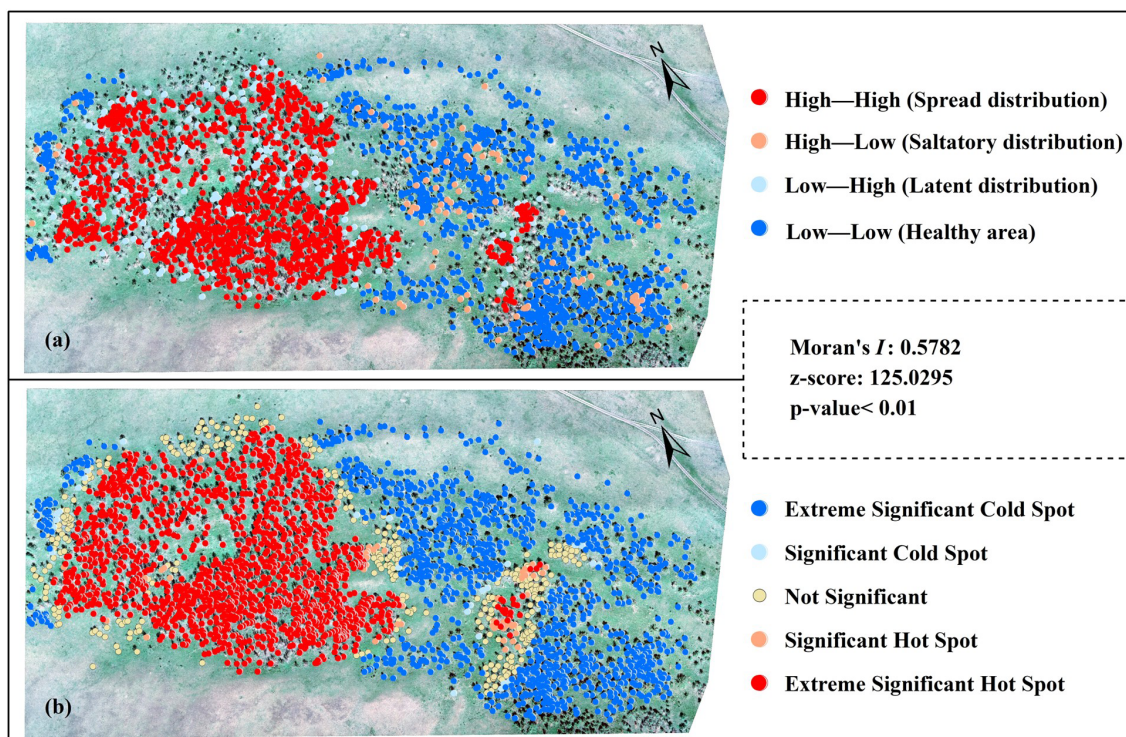 N
High—High (Spread distribution)
High—Low (Saltatory distribution)
Low—High (Latent distribution)
Low—Low (Healthy area)
(a)
Moran's I: 0.5782
z-score: 125.0295
p-value< 0.01
N
Extreme Significant Cold Spot
Significant Cold Spot
Not Significant
Significant Hot Spot
Extreme Significant Hot Spot
(b)